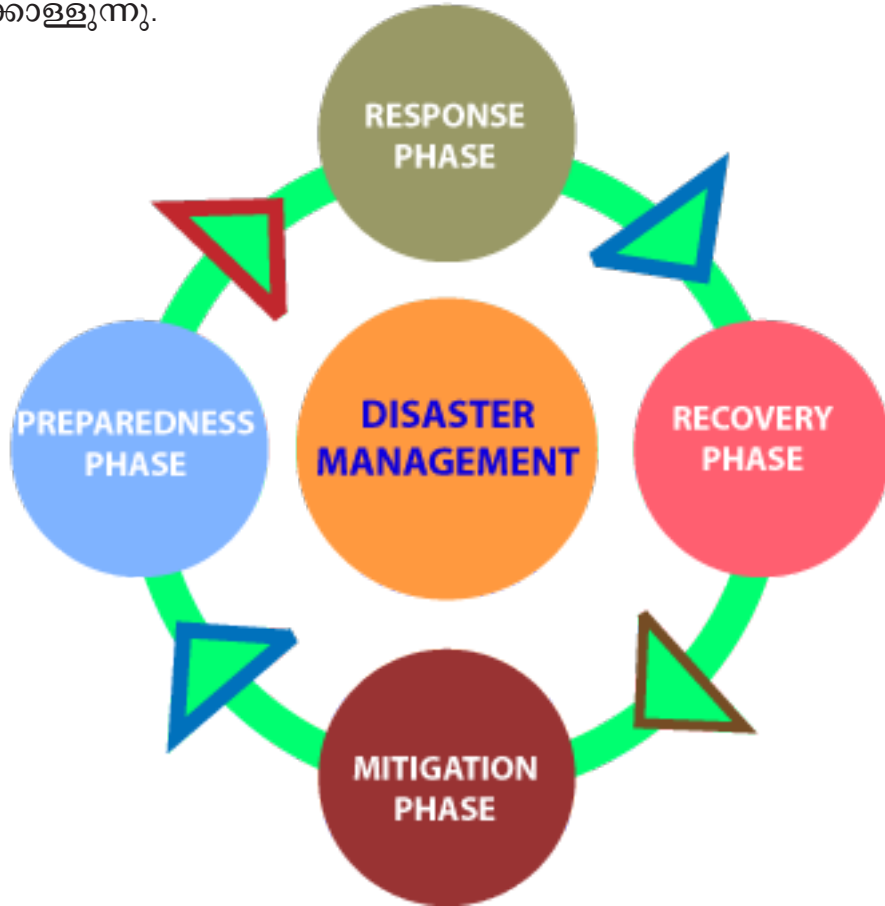 ക്കൊള്ളുന്നു.
RESPONSE
PHASE
PREPAREDNESS
PHASE
DISASTER
MANAGEMENT
RECOVERY
PHASE
MITIGATION
PHASE